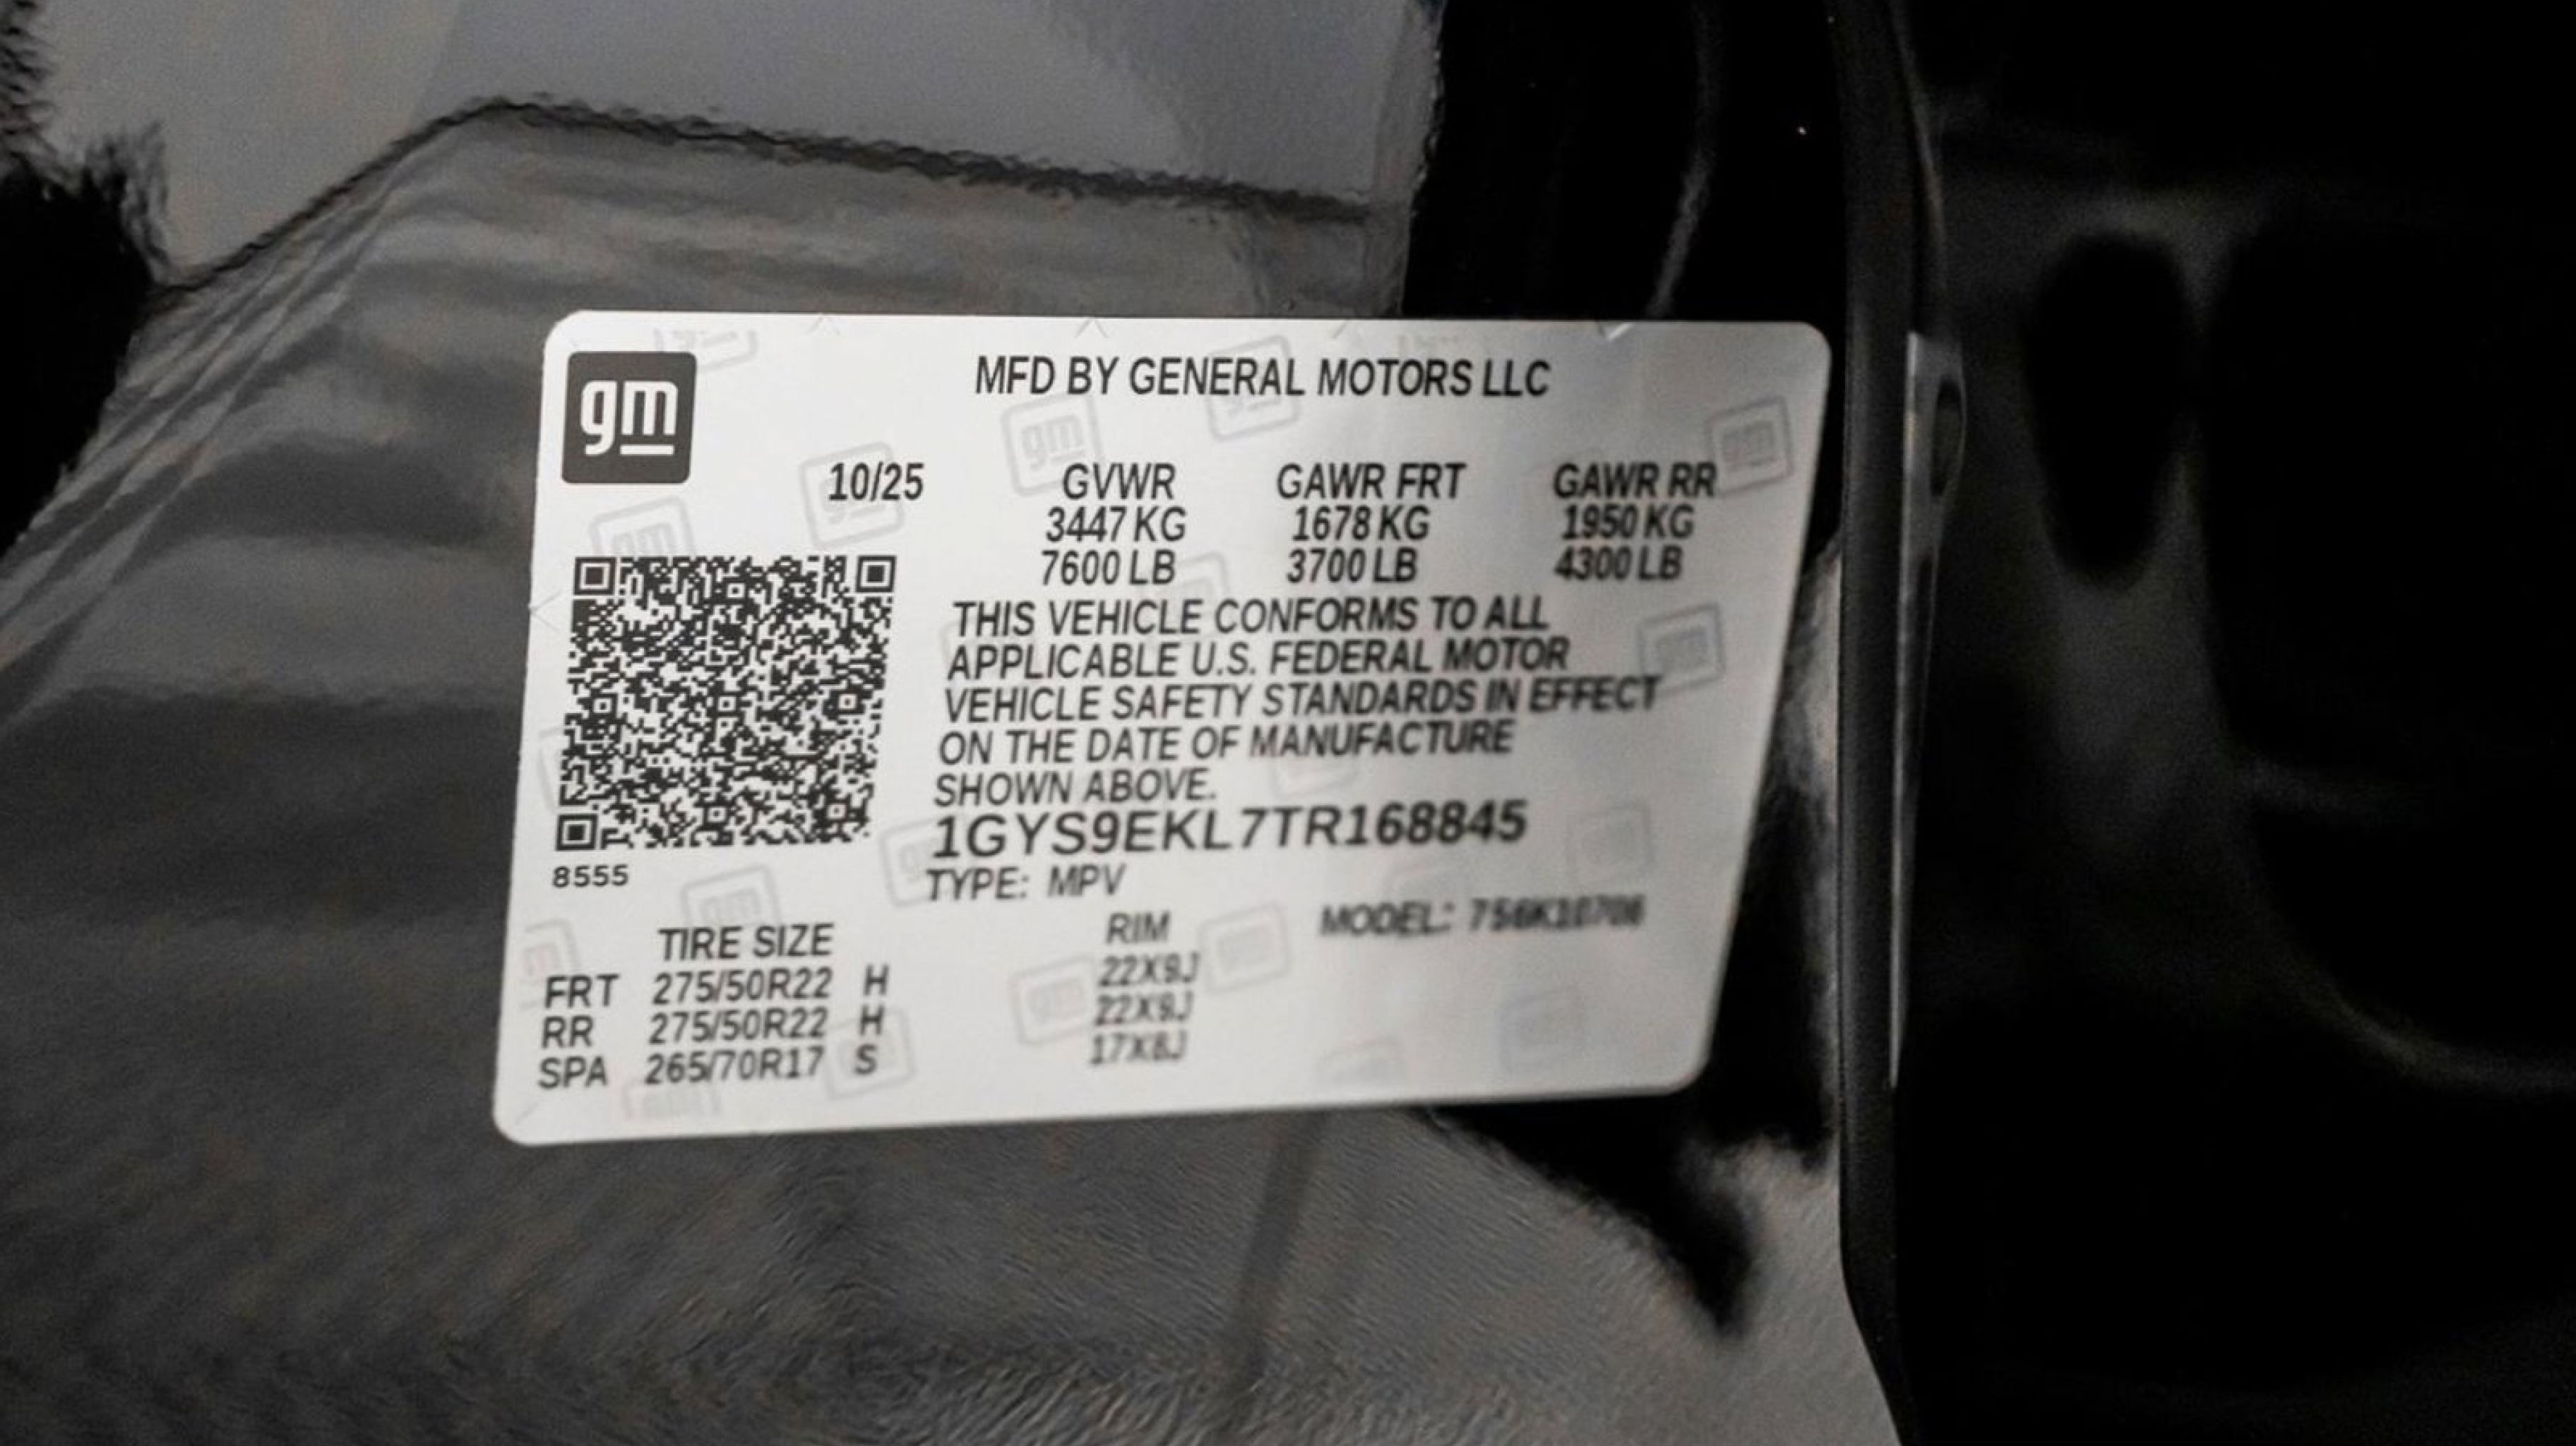 gm
MFD BY GENERAL MOTORS LLC
10/25 GVWR GAWR FRT GAWR RR
3447 KG 1678 KG 1950 KG
7600 LB 3700 LB 4300 LB
THIS VEHICLE CONFORMS TO ALL
APPLICABLE U.S. FEDERAL MOTOR
VEHICLE SAFETY STANDARDS IN EFFECT
ON THE DATE OF MANUFACTURE
SHOWN ABOVE.
1GYS9EKL7TR168845
8555
TYPE: MPV
TIRE SIZE RIM MODEL:
FRT 275/50R22 H 22X9J
RR 275/50R22 H 22X9J
SPA 265/70R17 S 17X8J